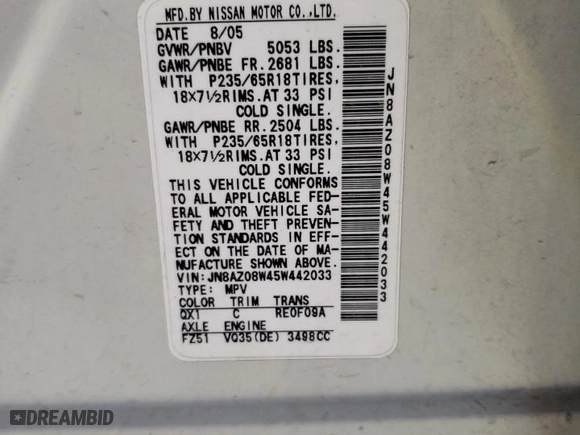 MFD.BY NISSAN MOTOR CO.,LTD.
DATE 8/05
GVWR/PNBV 5053 LBS.
GAWR/PNBE FR.2681 LBS.
WITH P235/65R18TIRES,
18×7½RIMS.AT 33 PSI
COLD SINGLE.
GAWR/PNBE RR.2504 LBS.
WITH P235/65R18TIRES,
18×7½RIMS.AT 33 PSI
COLD SINGLE.
THIS VEHICLE CONFORMS
TO ALL APPLICABLE FED-
ERAL MOTOR VEHICLE SA-
FETY AND THEFT PREVEN-
TION STANDARDS IN EFF-
ECT ON THE DATE OF MA-
NUFACTURE SHOWN ABOVE.
VIN:JN8AZ08W45W442033
TYPE: MPV
COLOR TRIM TRANS
QX1 C RE0F09A
AXLE ENGINE
FZ51 VQ35(DE) 3498CC
JN8AZ08W45W442033
DREAMBID